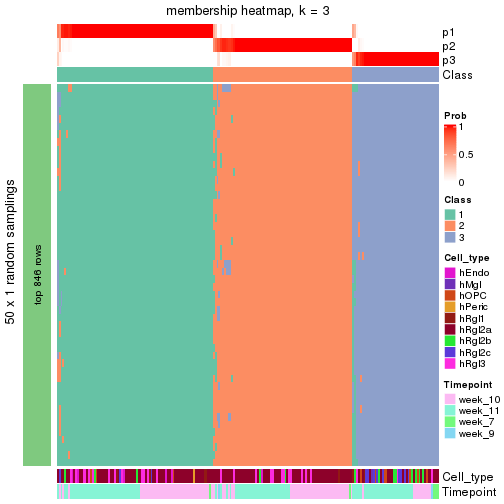 membership heatmap, k = 3
p1
p2
p3
Class
50 x 1 random samplings
top 846 rows
Prob
1
0.5
0
Class
1
2
3
Cell_type
hEndo
hMgl
hOPC
hPeric
hRgl1
hRgl2a
hRgl2b
hRgl2c
hRgl3
Timepoint
week_10
week_11
week_7
week_9
Cell_type
Timepoint